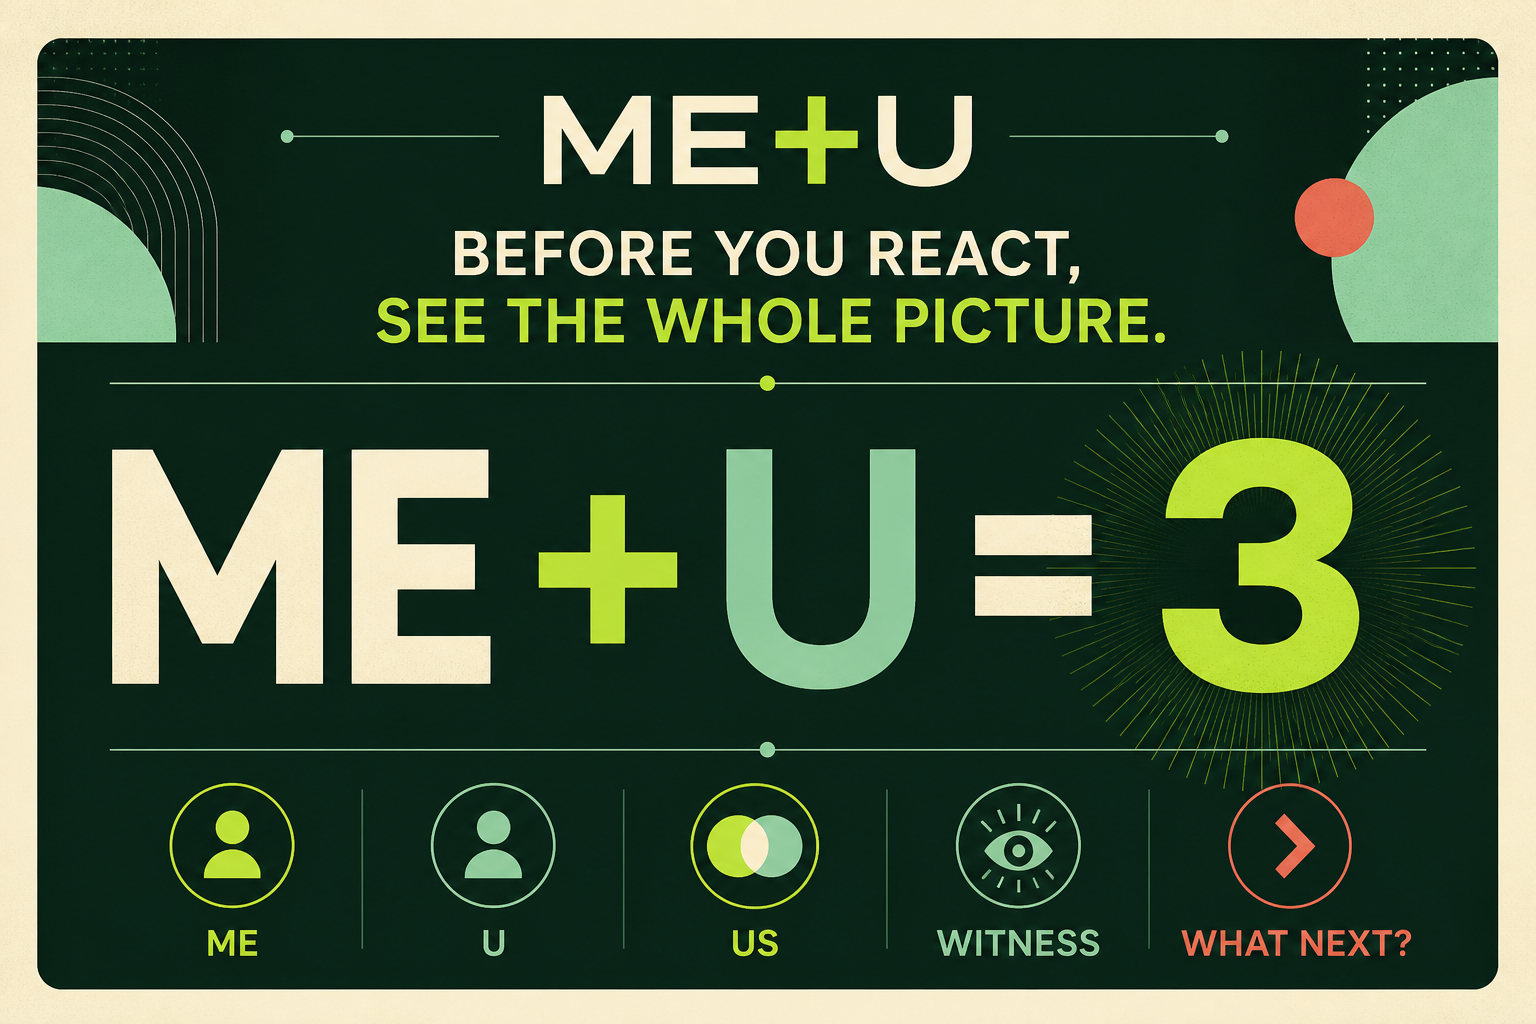 ME+U
BEFORE YOU REACT,
SEE THE WHOLE PICTURE.
ME+U=3
ME
U
US
WITNESS
WHAT NEXT?